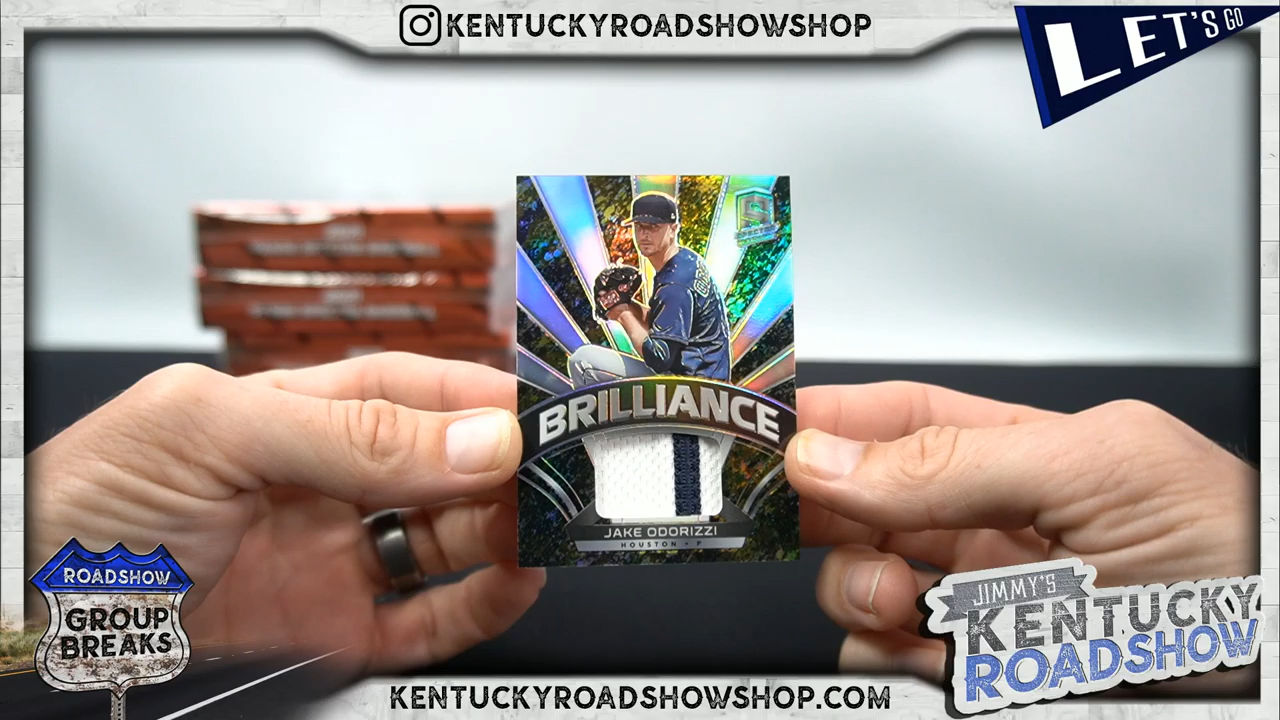 KENTUCKYROADSHOWSHOP
LET'S GO
S
BRILLIANCE
JAKE ODORIZZI
HOUSTON - P
ROADSHOW
GROUP
BREAKS
JIMMY'S
KENTUCKY
ROADSHOW
KENTUCKYROADSHOWSHOP.COM